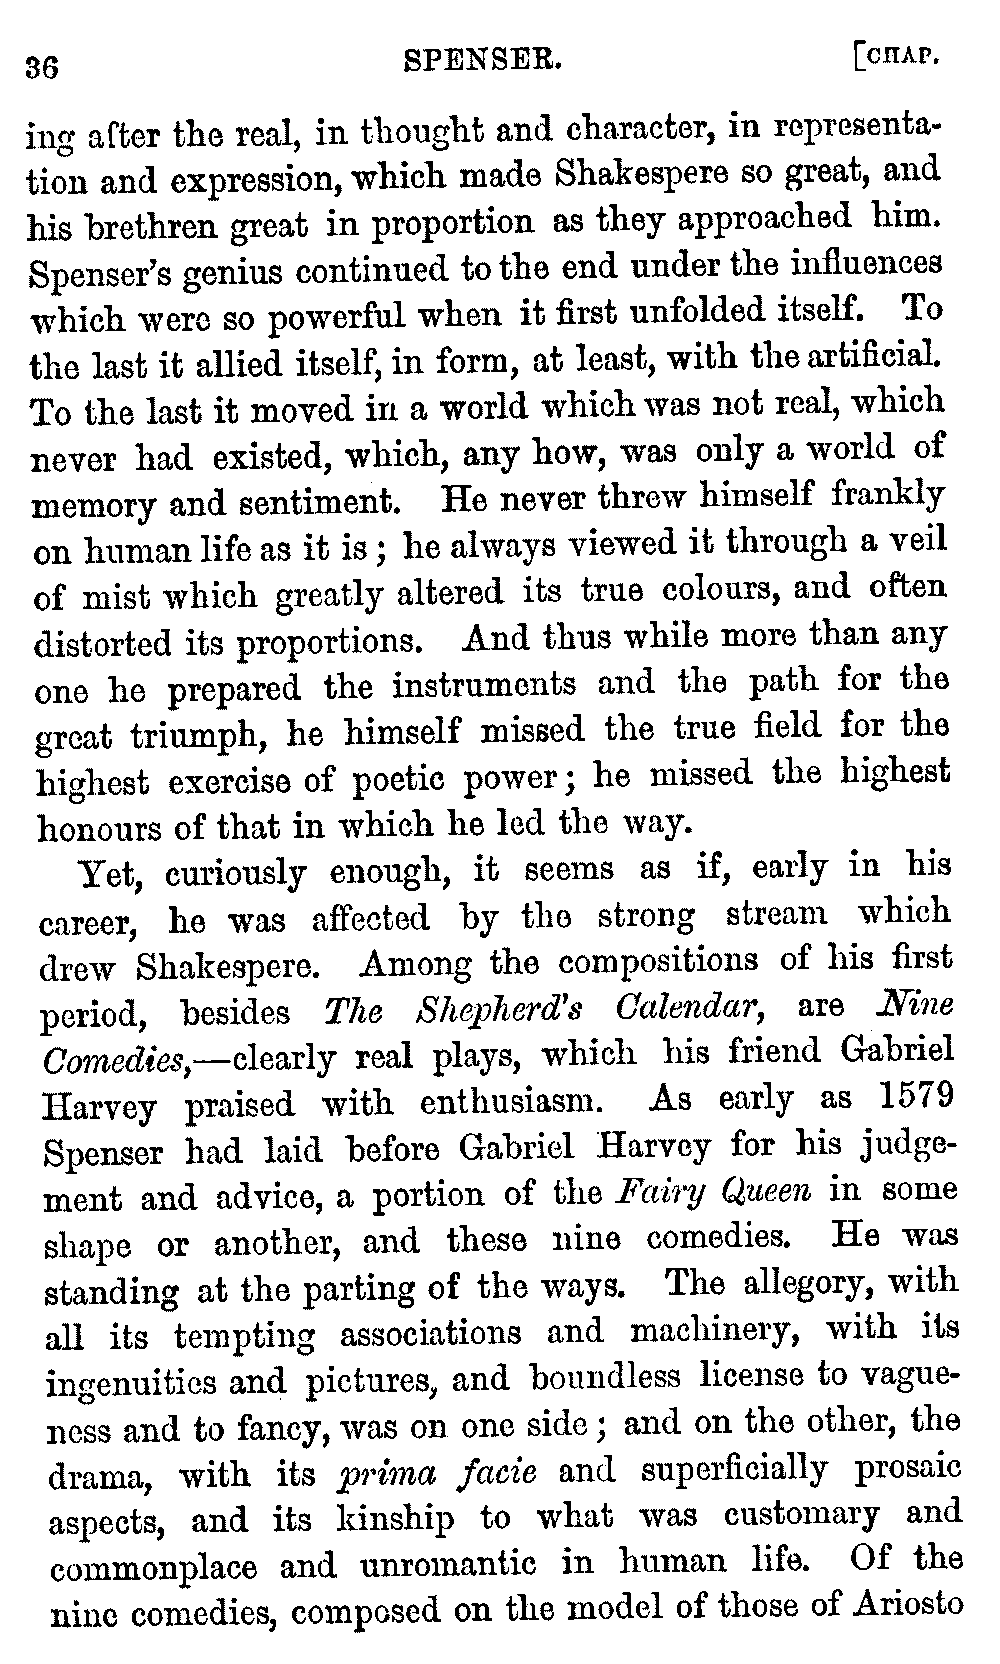 36 SPENSER. [CHAP.
ing after the real, in thought and character, in representa-
tion and expression, which made Shakespere so great, and
his brethren great in proportion as they approached him.
Spenser's genius continued to the end under the influences
which were so powerful when it first unfolded itself. To
the last it allied itself, in form, at least, with the artificial.
To the last it moved in a world which was not real, which
never had existed, which, any how, was only a world of
memory and sentiment. He never threw himself frankly
on human life as it is; he always viewed it through a veil
of mist which greatly altered its true colours, and often
distorted its proportions. And thus while more than any
one he prepared the instruments and the path for the
great triumph, he himself missed the true field for the
highest exercise of poetic power; he missed the highest
honours of that in which he led the way.
Yet, curiously enough, it seems as if, early in his
career, he was affected by the strong stream which
drew Shakespere. Among the compositions of his first
period, besides The Shepherd's Calendar, are Nine
Comedies,—clearly real plays, which his friend Gabriel
Harvey praised with enthusiasm. As early as 1579
Spenser had laid before Gabriel Harvey for his judge-
ment and advice, a portion of the Fairy Queen in some
shape or another, and these nine comedies. He was
standing at the parting of the ways. The allegory, with
all its tempting associations and machinery, with its
ingenuities and pictures, and boundless license to vague-
ness and to fancy, was on one side; and on the other, the
drama, with its prima facie and superficially prosaic
aspects, and its kinship to what was customary and
commonplace and unromantic in human life. Of the
nine comedies, composed on the model of those of Ariosto